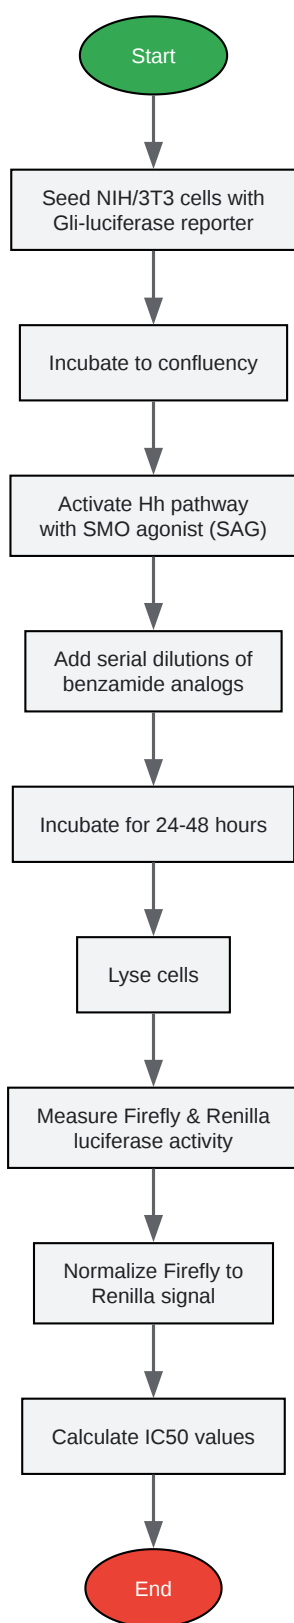 Start
Seed NIH/3T3 cells with
Gli-luciferase reporter
Incubate to confluency
Activate Hh pathway
with SMO agonist (SAG)
Add serial dilutions of
benzamide analogs
Incubate for 24-48 hours
Lyse cells
Measure Firefly & Renilla
luciferase activity
Normalize Firefly to
Renilla signal
Calculate IC50 values
End